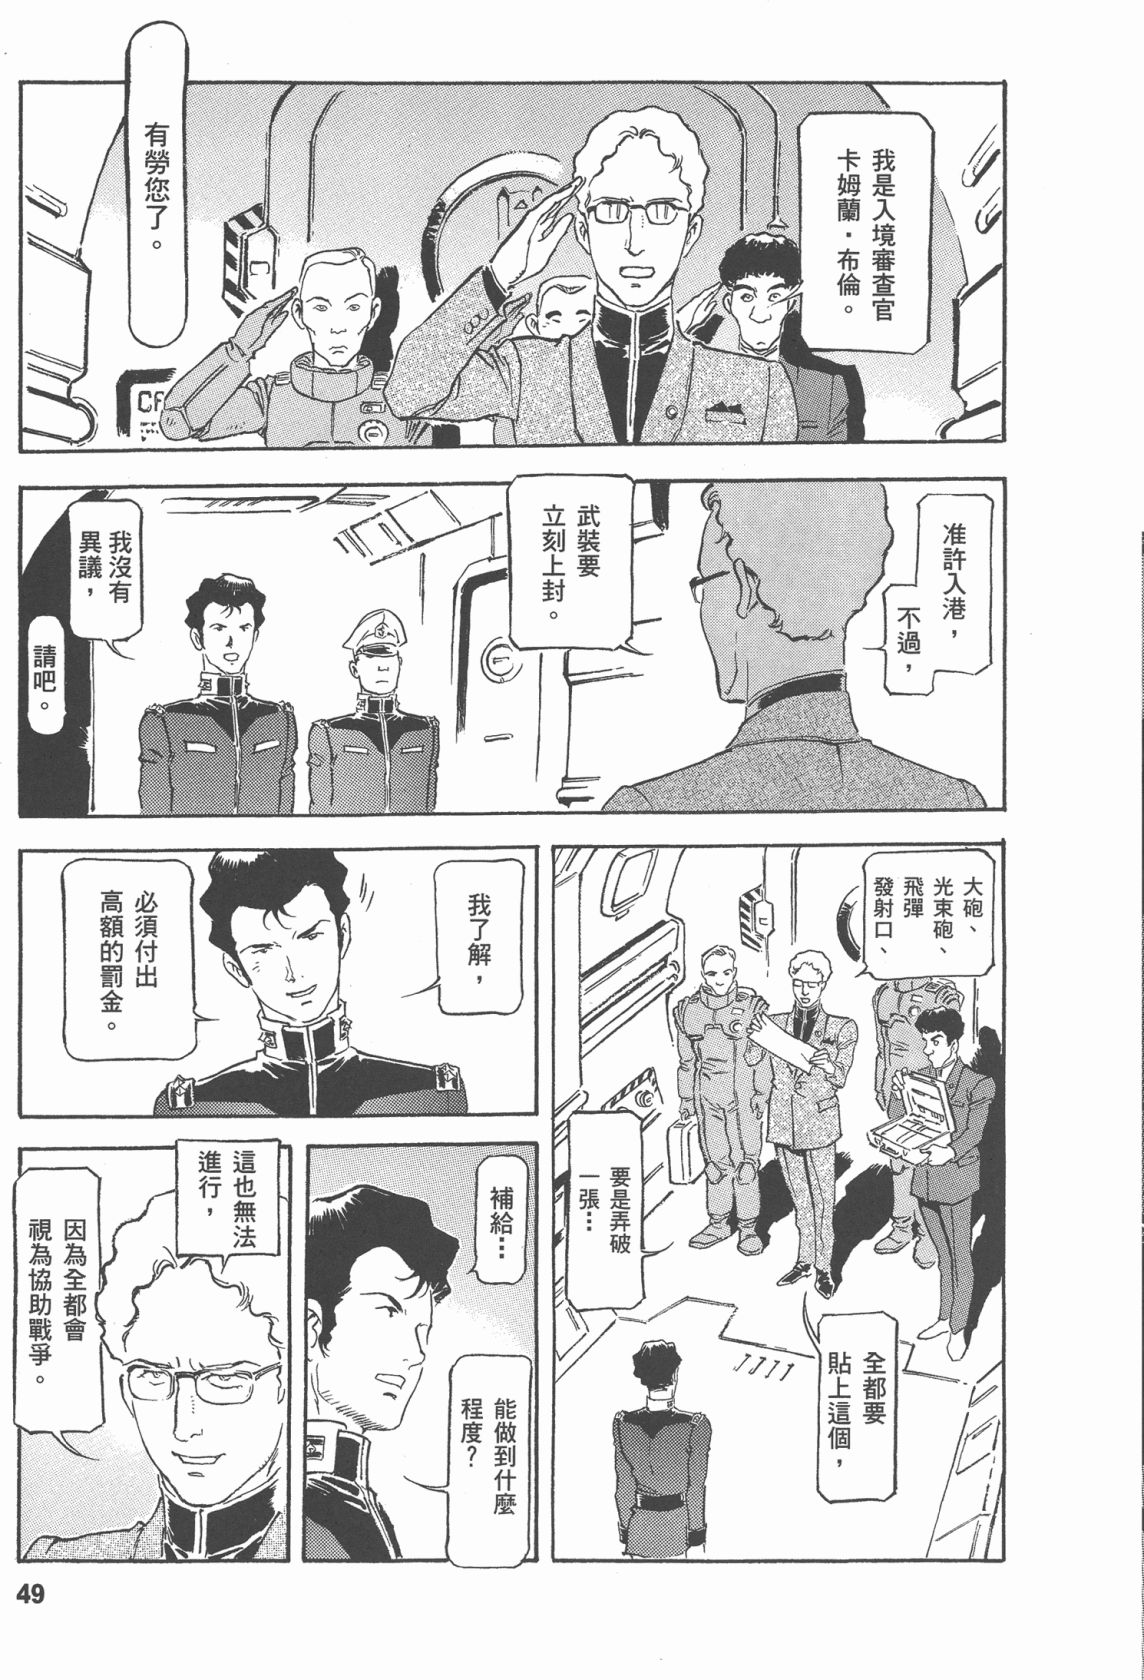 我是入境審查官
卡姆蘭・布倫。
有勞您了。
CF
准許入港，
不過，
武裝要
立刻上封。
我沒有
異議，
請吧。
大砲、
光束砲、
飛彈
發射口、
全都要
貼上這個，
要是弄破
一張…
我了解，
必須付出
高額的罰金。
補給…
能做到什麼
程度？
這也無法
進行，
因為全都會
視為協助戰爭。
49